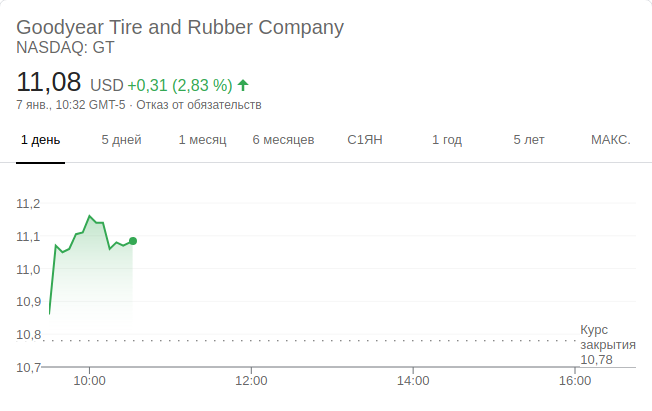 Goodyear Tire and Rubber Company
NASDAQ: GT
11,08 USD +0,31 (2,83 %)
7 янв., 10:32 GMT-5 · Отказ от обязательств
1 день 5 дней 1 месяц 6 месяцев С1ЯН 1 год 5 лет МАКС.
11,2
11,1
11,0
10,9
10,8
10,7
Курс
закрытия
10,78
10:00 12:00 14:00 16:00